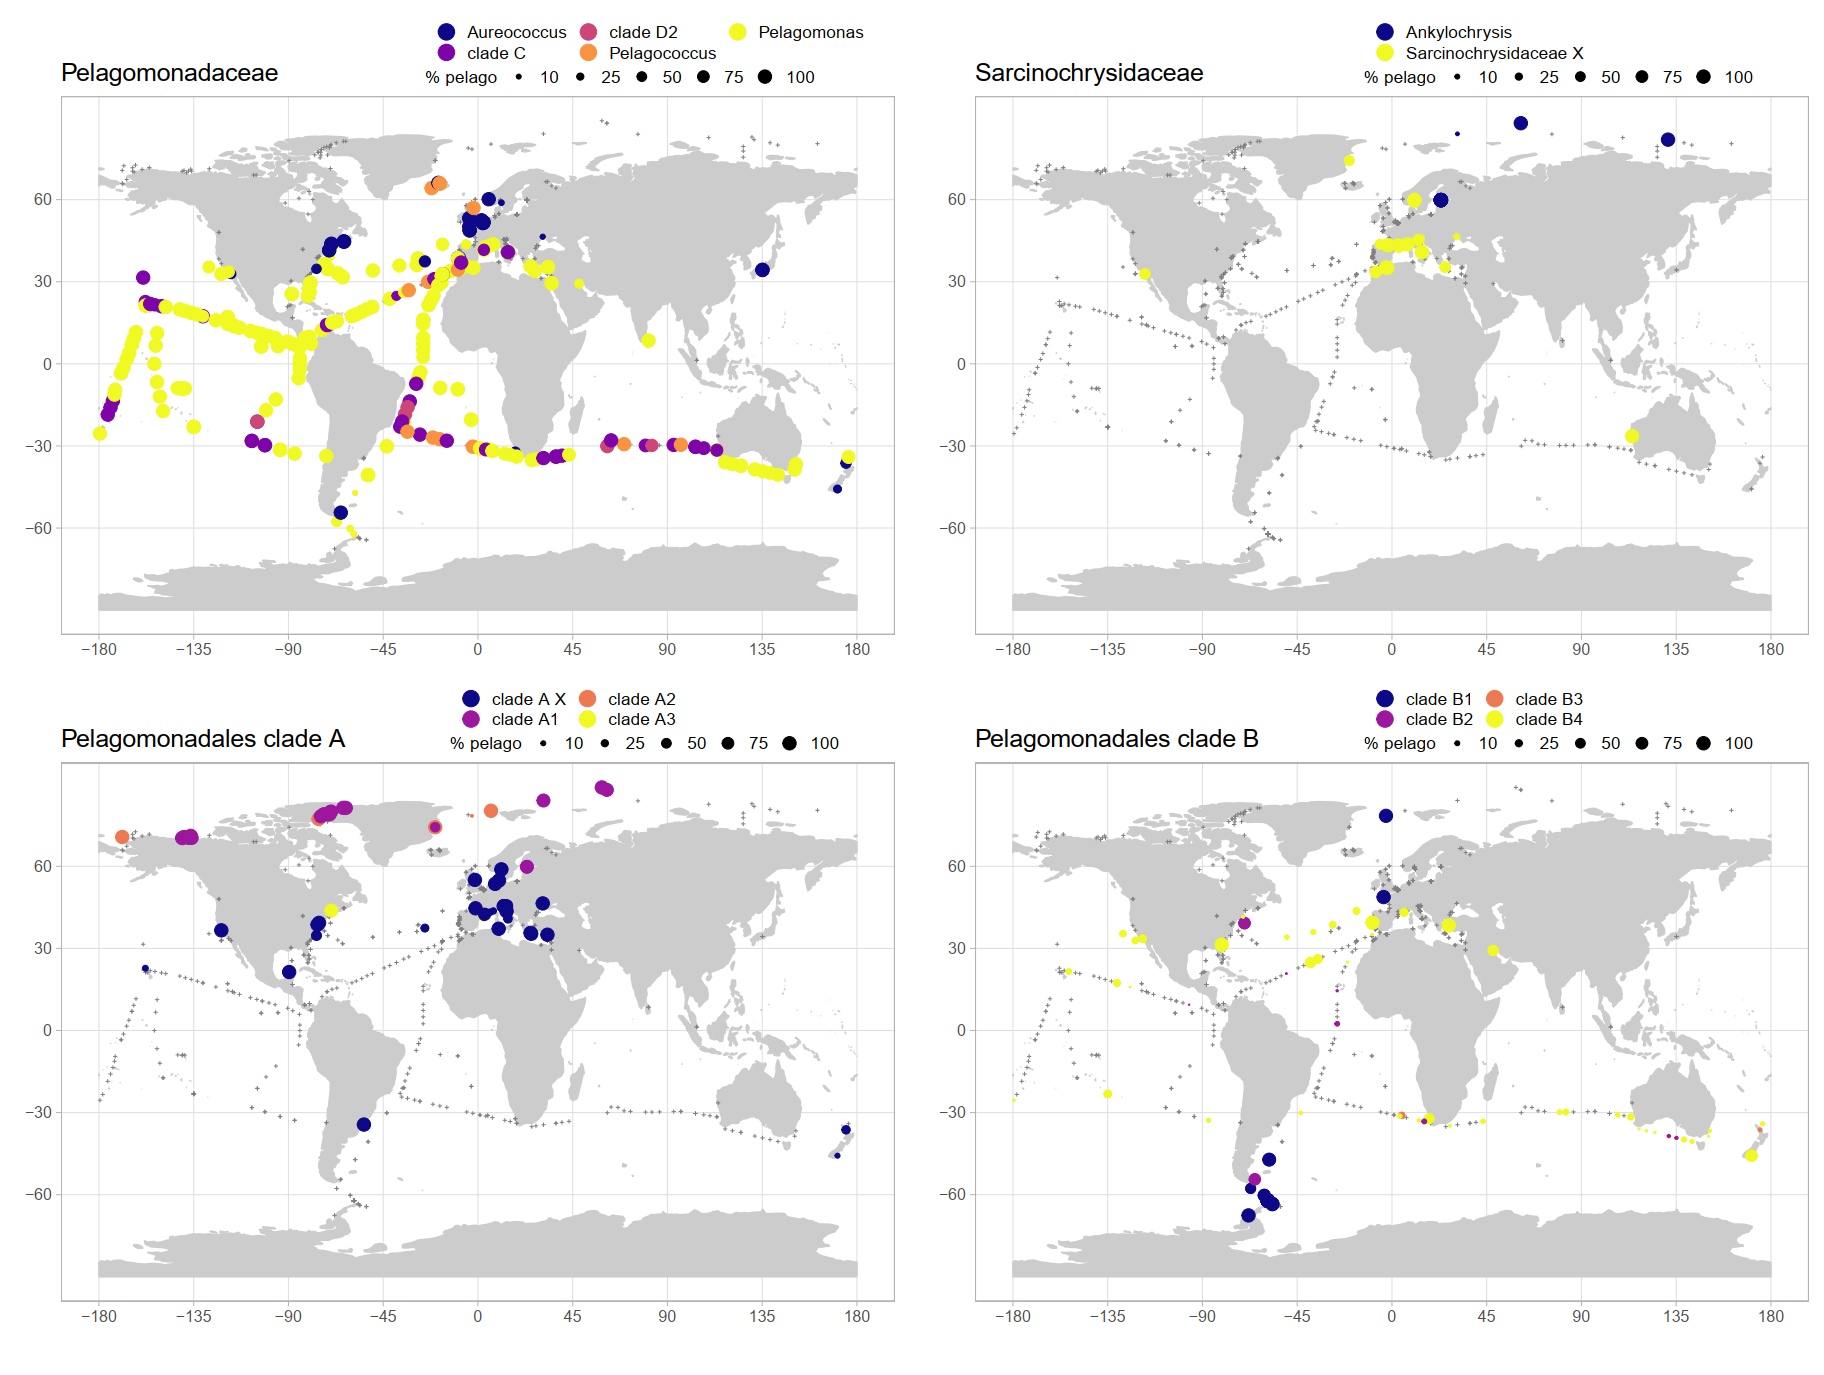 Pelagomonadaceae
Aureococcus clade D2 Pelagomonas
clade C Pelagococcus
% pelago 10 25 50 75 100
60
30
0
−30
−60
−180 −135 −90 −45 0 45 90 135 180
Sarcinochrysidaceae
Ankylochrysis
Sarcinochrysidaceae X
% pelago 10 25 50 75 100
60
30
0
−30
−60
−180 −135 −90 −45 0 45 90 135 180
Pelagomonadales clade A
clade A X clade A2
clade A1 clade A3
% pelago 10 25 50 75 100
60
30
0
−30
−60
−180 −135 −90 −45 0 45 90 135 180
Pelagomonadales clade B
clade B1 clade B3
clade B2 clade B4
% pelago 10 25 50 75 100
60
30
0
−30
−60
−180 −135 −90 −45 0 45 90 135 180